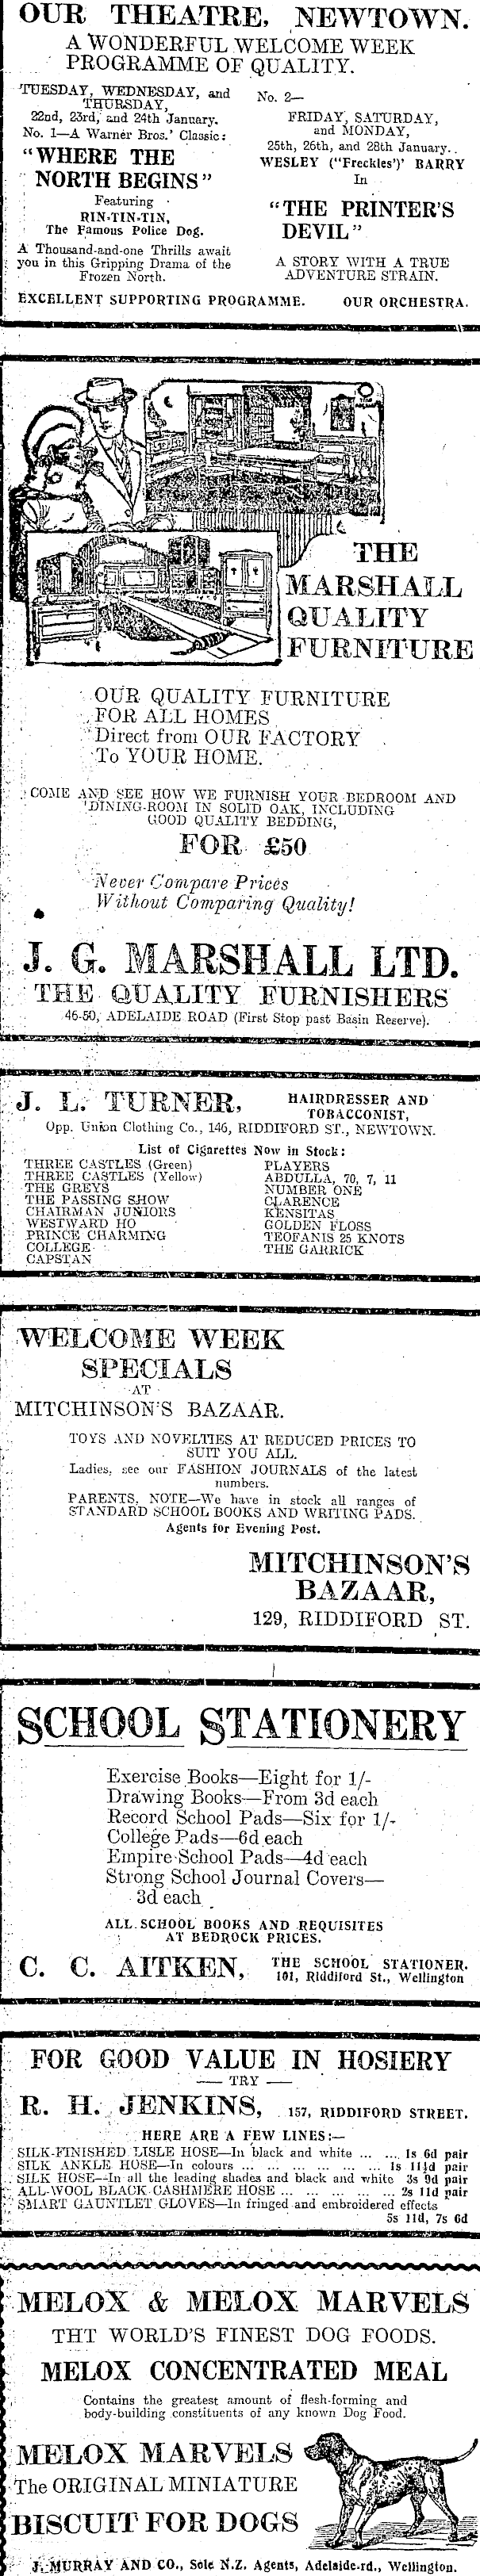 OUR THEATRE, NEWTOWN.
A WONDERFUL WELCOME WEEK
PROGRAMME OF QUALITY.
TUESDAY, WEDNESDAY, and
THURSDAY,
22nd, 23rd, and 24th January.
No. 1—A Warner Bros.' Classic:
"WHERE THE
NORTH BEGINS"
Featuring
RIN-TIN-TIN,
The Famous Police Dog.
A Thousand-and-one Thrills await
you in this Gripping Drama of the
Frozen North.
No. 2—
FRIDAY, SATURDAY,
and MONDAY,
25th, 26th, and 28th January.
WESLEY ("Freckles") BARRY
In
"THE PRINTER'S
DEVIL"
A STORY WITH A TRUE
ADVENTURE STRAIN.
EXCELLENT SUPPORTING PROGRAMME. OUR ORCHESTRA.
THE
MARSHALL
QUALITY
FURNITURE
OUR QUALITY FURNITURE
FOR ALL HOMES
Direct from OUR FACTORY
To YOUR HOME.
COME AND SEE HOW WE FURNISH YOUR BEDROOM AND
DINING-ROOM IN SOLID OAK, INCLUDING
GOOD QUALITY BEDDING,
FOR £50
Never Compare Prices
Without Comparing Quality!
J. G. MARSHALL LTD.
THE QUALITY FURNISHERS
46-50, ADELAIDE ROAD (First Stop past Basin Reserve).
J. L. TURNER, HAIRDRESSER AND
TOBACCONIST,
Opp. Union Clothing Co., 146, RIDDIFORD ST., NEWTOWN.
List of Cigarettes Now in Stock:
THREE CASTLES (Green)
THREE CASTLES (Yellow)
THE GREYS
THE PASSING SHOW
CHAIRMAN JUNIORS
WESTWARD HO
PRINCE CHARMING
COLLEGE
CAPSTAN
PLAYERS
ABDULLA, 70, 7, 11
NUMBER ONE
CLARENCE
KENSITAS
GOLDEN FLOSS
TEOFANIS 25 KNOTS
THE GARRICK
WELCOME WEEK
SPECIALS
AT
MITCHINSON'S BAZAAR.
TOYS AND NOVELTIES AT REDUCED PRICES TO
SUIT YOU ALL.
Ladies, see our FASHION JOURNALS of the latest
numbers.
PARENTS, NOTE—We have in stock all ranges of
STANDARD SCHOOL BOOKS AND WRITING PADS.
Agents for Evening Post.
MITCHINSON'S
BAZAAR,
129, RIDDIFORD ST.
SCHOOL STATIONERY
Exercise Books—Eight for 1/-
Drawing Books—From 3d each
Record School Pads—Six for 1/-
College Pads—6d each
Empire School Pads—4d each
Strong School Journal Covers—
3d each
ALL SCHOOL BOOKS AND REQUISITES
AT BEDROCK PRICES.
C. C. AITKEN, THE SCHOOL STATIONER.
101, Riddiford St., Wellington
FOR GOOD VALUE IN HOSIERY
— TRY —
R. H. JENKINS, 157, RIDDIFORD STREET.
HERE ARE A FEW LINES:—
SILK-FINISHED LISLE HOSE—In black and white ... ... 1s 6d pair
SILK ANKLE HOSE—In colours ... ... ... ... ... ... 1s 11½d pair
SILK HOSE—In all the leading shades and black and white 3s 9d pair
ALL-WOOL BLACK CASHMERE HOSE ... ... ... ... ... 2s 11d pair
SMART GAUNTLET GLOVES—In fringed and embroidered effects
5s 11d, 7s 6d
MELOX & MELOX MARVELS
THT WORLD'S FINEST DOG FOODS.
MELOX CONCENTRATED MEAL
Contains the greatest amount of flesh-forming and
body-building constituents of any known Dog Food.
MELOX MARVELS
The ORIGINAL MINIATURE
BISCUIT FOR DOGS
J. MURRAY AND CO., Sole N.Z. Agents, Adelaide-rd., Wellington.